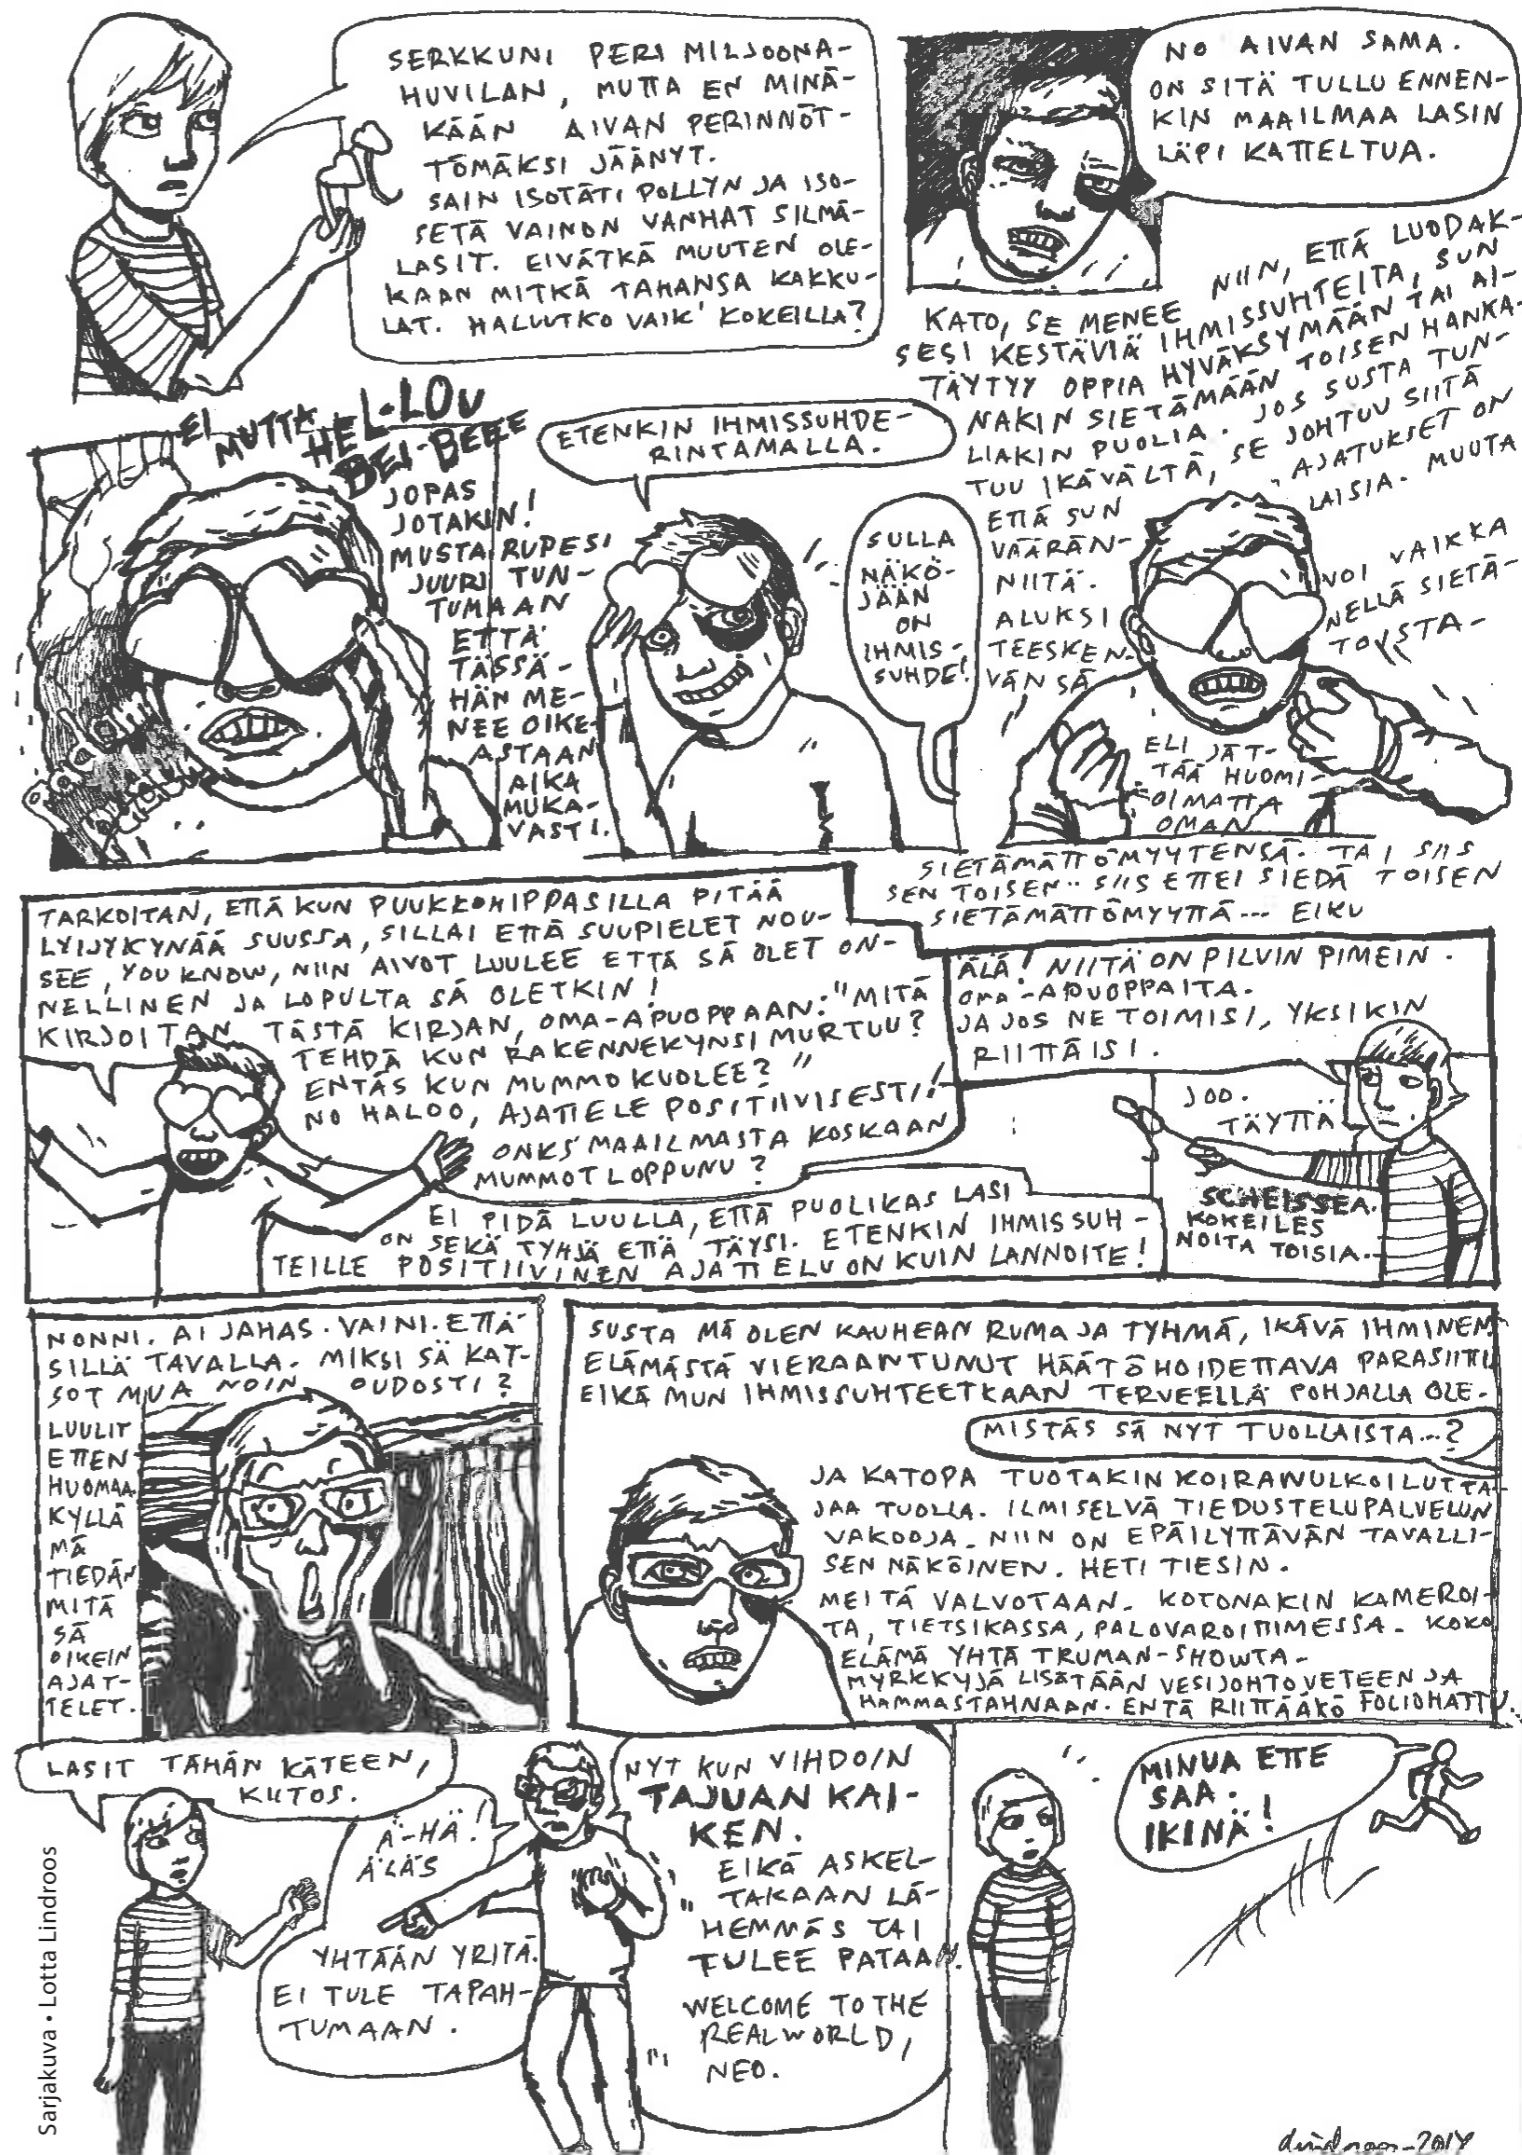 SERKKUNI PERI MILJOONA-
HUVILAN, MUTTA EN MINÄ-
KÄÄN AIVAN PERINNÖT-
TÖMÄKSI JÄÄNYT.
SAIN ISOTÄTI POLLYN JA ISO-
SETÄ VAINON VANHAT SILMÄ-
LASIT. EIVÄTKÄ MUUTEN OLE-
KAAN MITKÄ TAHANSA KAKKU-
LAT. HALUUTKO VAIK' KOKEILLA?
NO AIVAN SAMA.
ON SITÄ TULLU ENNEN-
KIN MAAILMAA LASIN
LÄPI KATTELTUA.
EI MUTTA HEL-LOU
BEI-BEEE
JOPAS
JOTAKIN!
MUSTA RUPESI
JUURI TUN-
TUMAAN
ETTÄ
TÄSSÄ-
HÄN ME-
NEE OIKE-
ASTAAN
AIKA
MUKA-
VASTI.
ETENKIN IHMISSUHDE-
RINTAMALLA.
SULLA
NÄKÖ-
JÄÄN
ON
IHMIS-
SUHDE!
KATO, SE MENEE NIIN, ETTÄ LUODAK-
SESI KESTÄVIÄ IHMISSUHTEITA, SUN
TÄYTYY OPPIA HYVÄKSYMÄÄN TAI AI-
NAKIN SIETÄMÄÄN TOISEN HANKA-
LIAKIN PUOLIA. JOS SUSTA TUN-
TUU IKÄVÄLTÄ, SE JOHTUU SIITÄ
ETTÄ SUN AJATUKSET ON
VÄÄRÄN- LAISIA. MUUTA
NIITÄ.
ALUKSI VOI VAIKKA
TEESKEN- NELLÄ SIETÄ-
VÄN SÄ TOISTA-
ELI JÄT-
TÄÄ HUOMI-
OIMATTA
OMAN
SIETÄMÄTTÖMYYTENSÄ. TAI SIIS
SEN TOISEN.. SIIS ETTEI SIEDÄ TOISEN
SIETÄMÄTTÖMYYTTÄ... EIKU
TARKOITAN, ETTÄ KUN PUUKKOHIPPASILLA PITÄÄ
LYIJYKYNÄÄ SUUSSA, SILLAI ETTÄ SUUPIELET NOU-
SEE, YOU KNOW, NIIN AIVOT LUULEE ETTÄ SÄ OLET ON-
NELLINEN JA LOPULTA SÄ OLETKIN!
KIRJOITAN TÄSTÄ KIRJAN, OMA-APUOPPAAN: "MITÄ
TEHDÄ KUN RAKENNEKYNSI MURTUU?
ENTÄS KUN MUMMO KUOLEE?"
NO HALOO, AJATTELE POSITIIVISESTI!
ONKS MAAILMASTA KOSKAAN
MUMMOT LOPPUNU?
ÄLÄ! NIITÄ ON PILVIN PIMEIN.
OMA-APUOPPAITA.
JA JOS NE TOIMISI, YKSIKIN
RIITTÄISI.
EI PIDÄ LUULLA, ETTÄ PUOLIKAS LASI
ON SEKÄ TYHJÄ ETTÄ TÄYSI. ETENKIN IHMISSUH-
TEILLE POSITIIVINEN AJATTELU ON KUIN LANNOITE!
JOO.
TÄYTTÄ
SCHEISSEA.
KOKEILES
NOITA TOISIA..
NONNI. AI JAHAS. VAI NI. ETTÄ
SILLÄ TAVALLA. MIKSI SÄ KAT-
SOT MUA NOIN OUDOSTI?
LUULIT
ETTEN
HUOMAA.
KYLLÄ
MÄ
TIEDÄN
MITÄ
SÄ
OIKEIN
AJAT-
TELET.
SUSTA MÄ OLEN KAUHEAN RUMA JA TYHMÄ, IKÄVÄ IHMINEN.
ELÄMÄSTÄ VIERAANTUNUT HÄÄTÖHOIDETTAVA PARASIITTI
EIKÄ MUN IHMISSUHTEETKAAN TERVEELLÄ POHJALLA OLE.
MISTÄS SÄ NYT TUOLLAISTA...?
JA KATOPA TUOTAKIN KOIRANULKOILUTTA-
JAA TUOLLA. ILMISELVÄ TIEDUSTELUPALVELUN
VAKOOJA. NIIN ON EPÄILYTTÄVÄN TAVALLI-
SEN NÄKÖINEN. HETI TIESIN.
MEITÄ VALVOTAAN. KOTONAKIN KAMEROI-
TA, TIETSIKASSA, PALOVAROITTIMESSA. KOKO
ELÄMÄ YHTÄ TRUMAN-SHOWTA.
MYRKKYJÄ LISÄTÄÄN VESIJOHTOVETEEN JA
HAMMASTAHNAAN. ENTÄ RIITTÄÄKÖ FOLIOHATTU..
LASIT TÄHÄN KÄTEEN,
KIITOS.
Ä-HÄ!
ÄLÄS
YHTÄÄN YRITÄ.
EI TULE TAPAH-
TUMAAN.
NYT KUN VIHDOIN
TAJUAN KAI-
KEN.
EIKÄ ASKEL-
TAKAAN LÄ-
HEMMÄS TAI
TULEE PATAAN.
WELCOME TO THE
REAL WORLD,
NEO.
MINUA ETTE
SAA.
IKINÄ!
Sarjakuva • Lotta Lindroos
Lindroos-2014